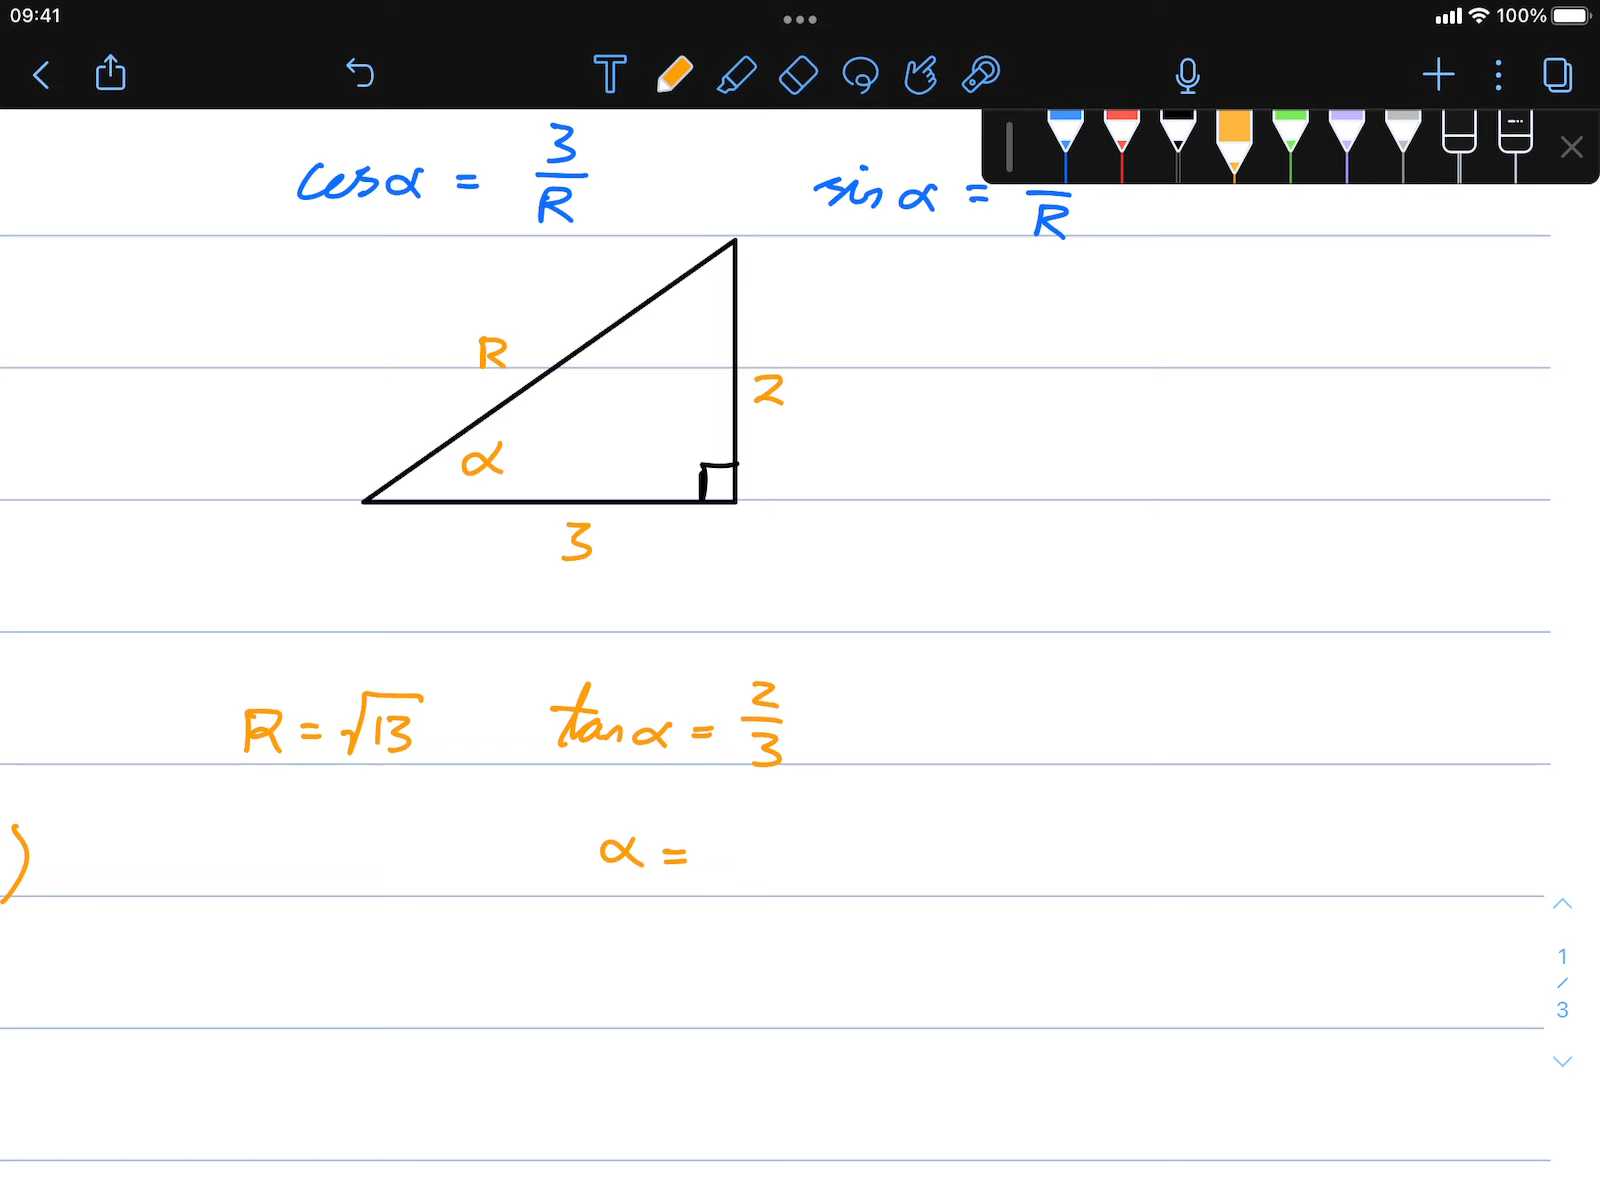 09:41
100%
cos α = 3/R
sin α = /R
R
2
α
3
R = √13
tan α = 2/3
)
α =
1
/
3